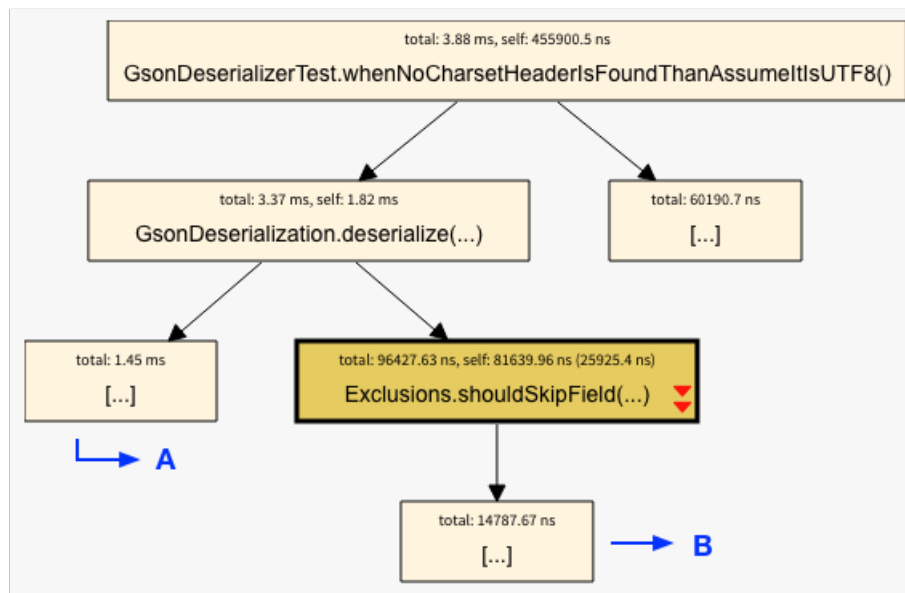 total: 3.88 ms, self: 455900.5 ns
GsonDeserializerTest.whenNoCharsetHeaderIsFoundThanAssumeItIsUTF8()
total: 3.37 ms, self: 1.82 ms
GsonDeserialization.deserialize(...)
total: 60190.7 ns
[...]
total: 1.45 ms
[...]
total: 96427.63 ns, self: 81639.96 ns (25925.4 ns)
Exclusions.shouldSkipField(...)
A
total: 14787.67 ns
[...]
B